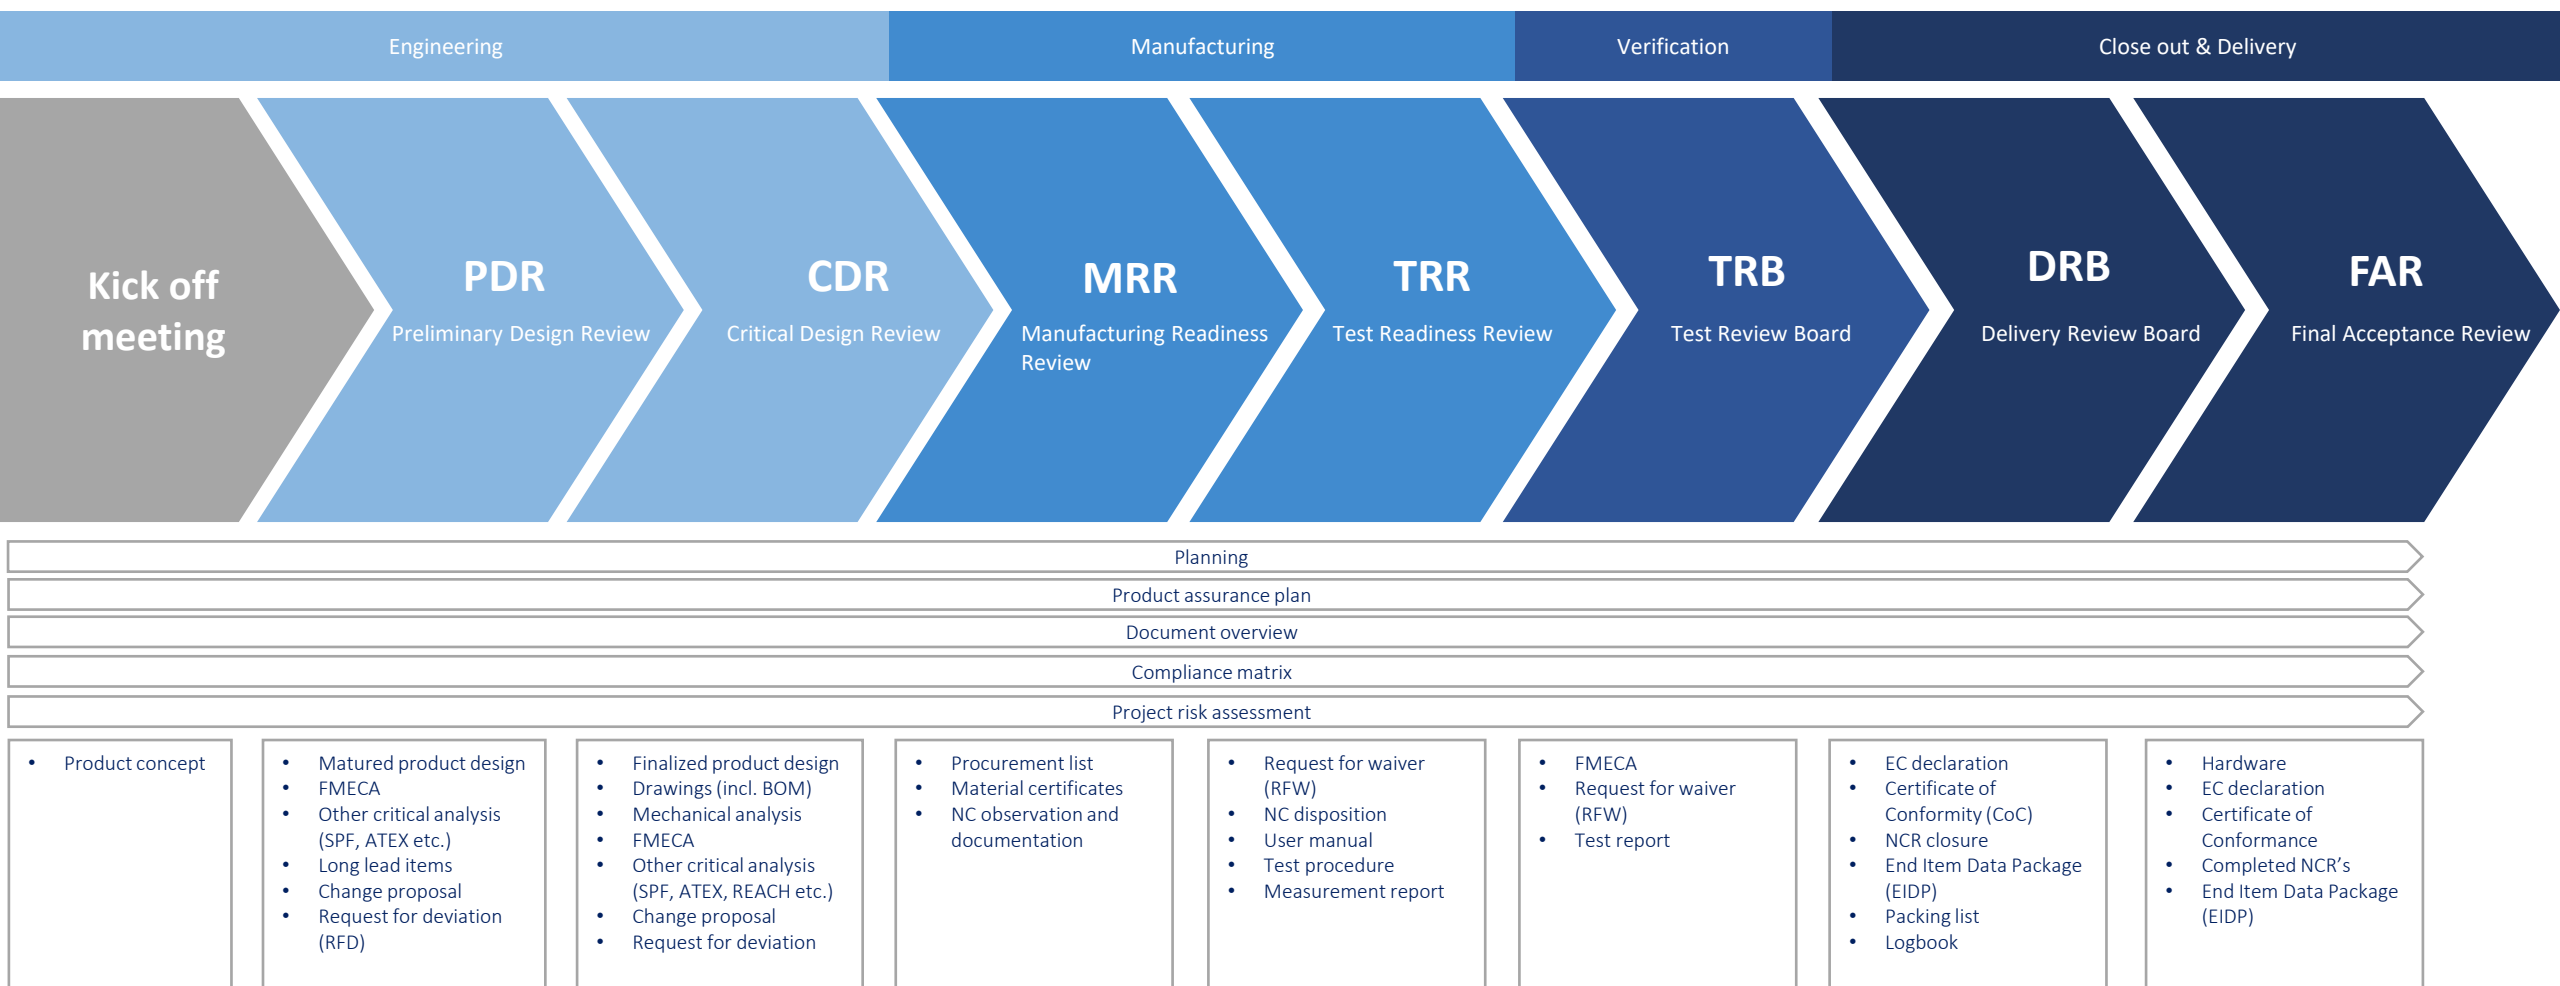 Engineering
Manufacturing
Verification
Close out & Delivery
Kick off
meeting
PDR
Preliminary Design Review
CDR
Critical Design Review
MRR
Manufacturing Readiness
Review
TRR
Test Readiness Review
TRB
Test Review Board
DRB
Delivery Review Board
FAR
Final Acceptance Review
Planning
Product assurance plan
Document overview
Compliance matrix
Project risk assessment
• Product concept
• Matured product design
• FMECA
• Other critical analysis
(SPF, ATEX etc.)
• Long lead items
• Change proposal
• Request for deviation
(RFD)
• Finalized product design
• Drawings (incl. BOM)
• Mechanical analysis
• FMECA
• Other critical analysis
(SPF, ATEX, REACH etc.)
• Change proposal
• Request for deviation
• Procurement list
• Material certificates
• NC observation and
documentation
• Request for waiver
(RFW)
• NC disposition
• User manual
• Test procedure
• Measurement report
• FMECA
• Request for waiver
(RFW)
• Test report
• EC declaration
• Certificate of
Conformity (CoC)
• NCR closure
• End Item Data Package
(EIDP)
• Packing list
• Logbook
• Hardware
• EC declaration
• Certificate of
Conformance
• Completed NCR’s
• End Item Data Package
(EIDP)